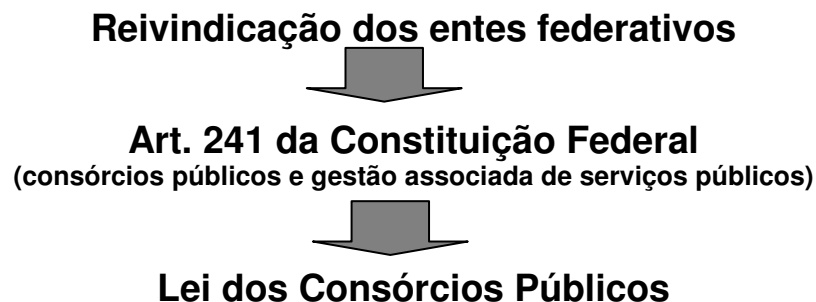 Reivindicação dos entes federativos
Art. 241 da Constituição Federal
(consórcios públicos e gestão associada de serviços públicos)
Lei dos Consórcios Públicos